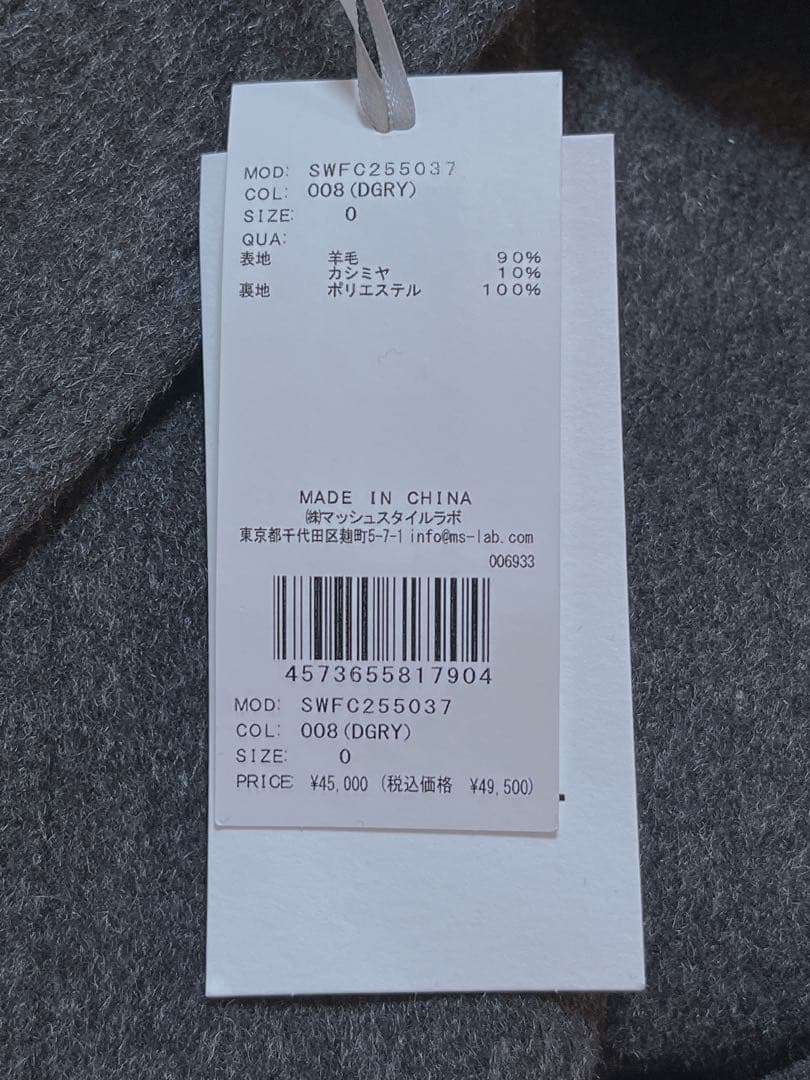 MOD: SWFC255037
COL: 008(DGRY)
SIZE: 0
QUA:
表地 羊毛 90%
カシミヤ 10%
裏地 ポリエステル 100%
MADE IN CHINA
㈱マッシュスタイルラボ
東京都千代田区麹町5-7-1 info@ms-lab.com
006933
4573655817904
MOD: SWFC255037
COL: 008(DGRY)
SIZE: 0
PRICE: ¥45,000 (税込価格 ¥49,500)